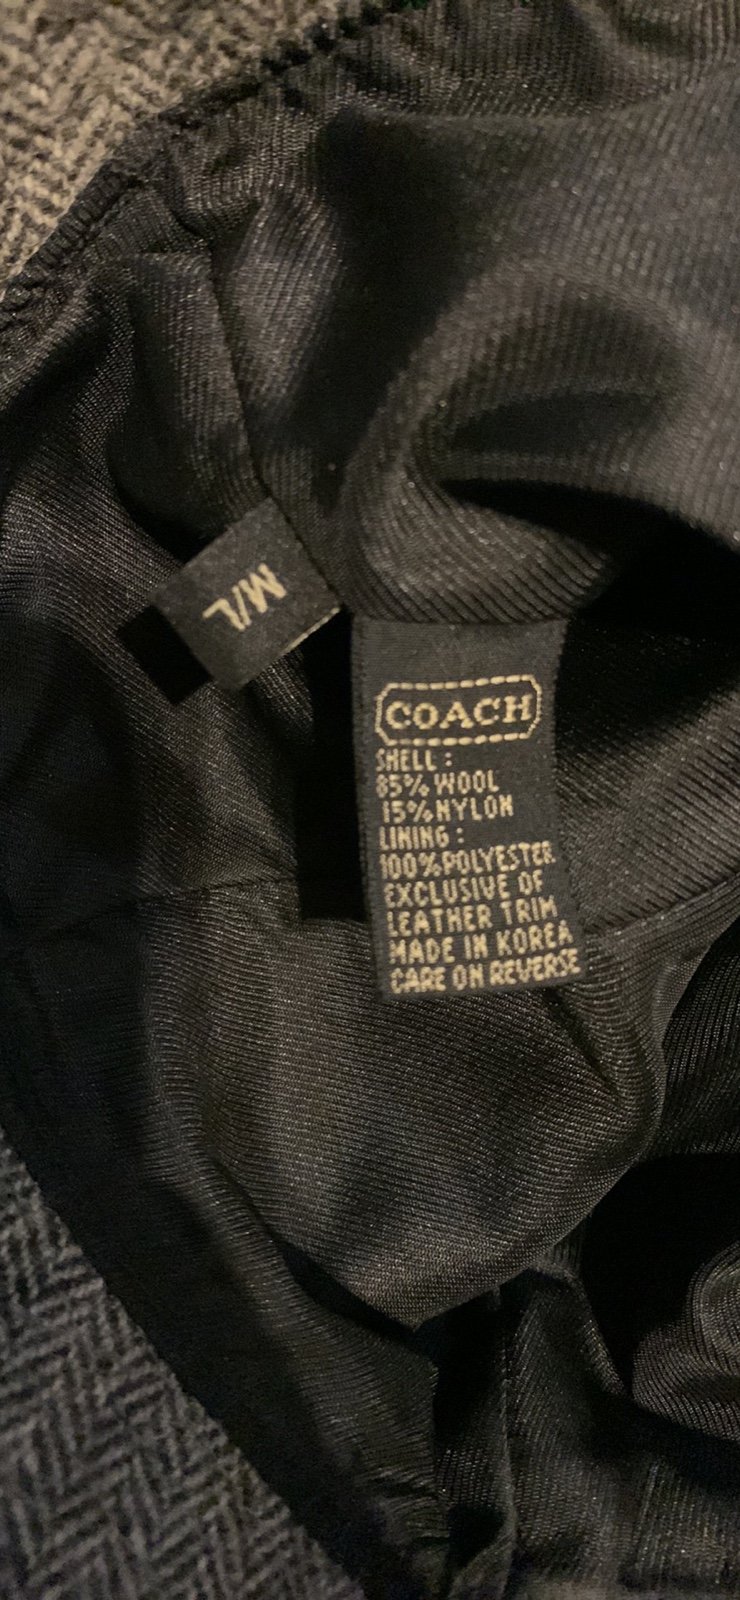 M/L
COACH
SHELL:
85% WOOL
15% NYLON
LINING:
100% POLYESTER
EXCLUSIVE OF
LEATHER TRIM
MADE IN KOREA
CARE ON REVERSE